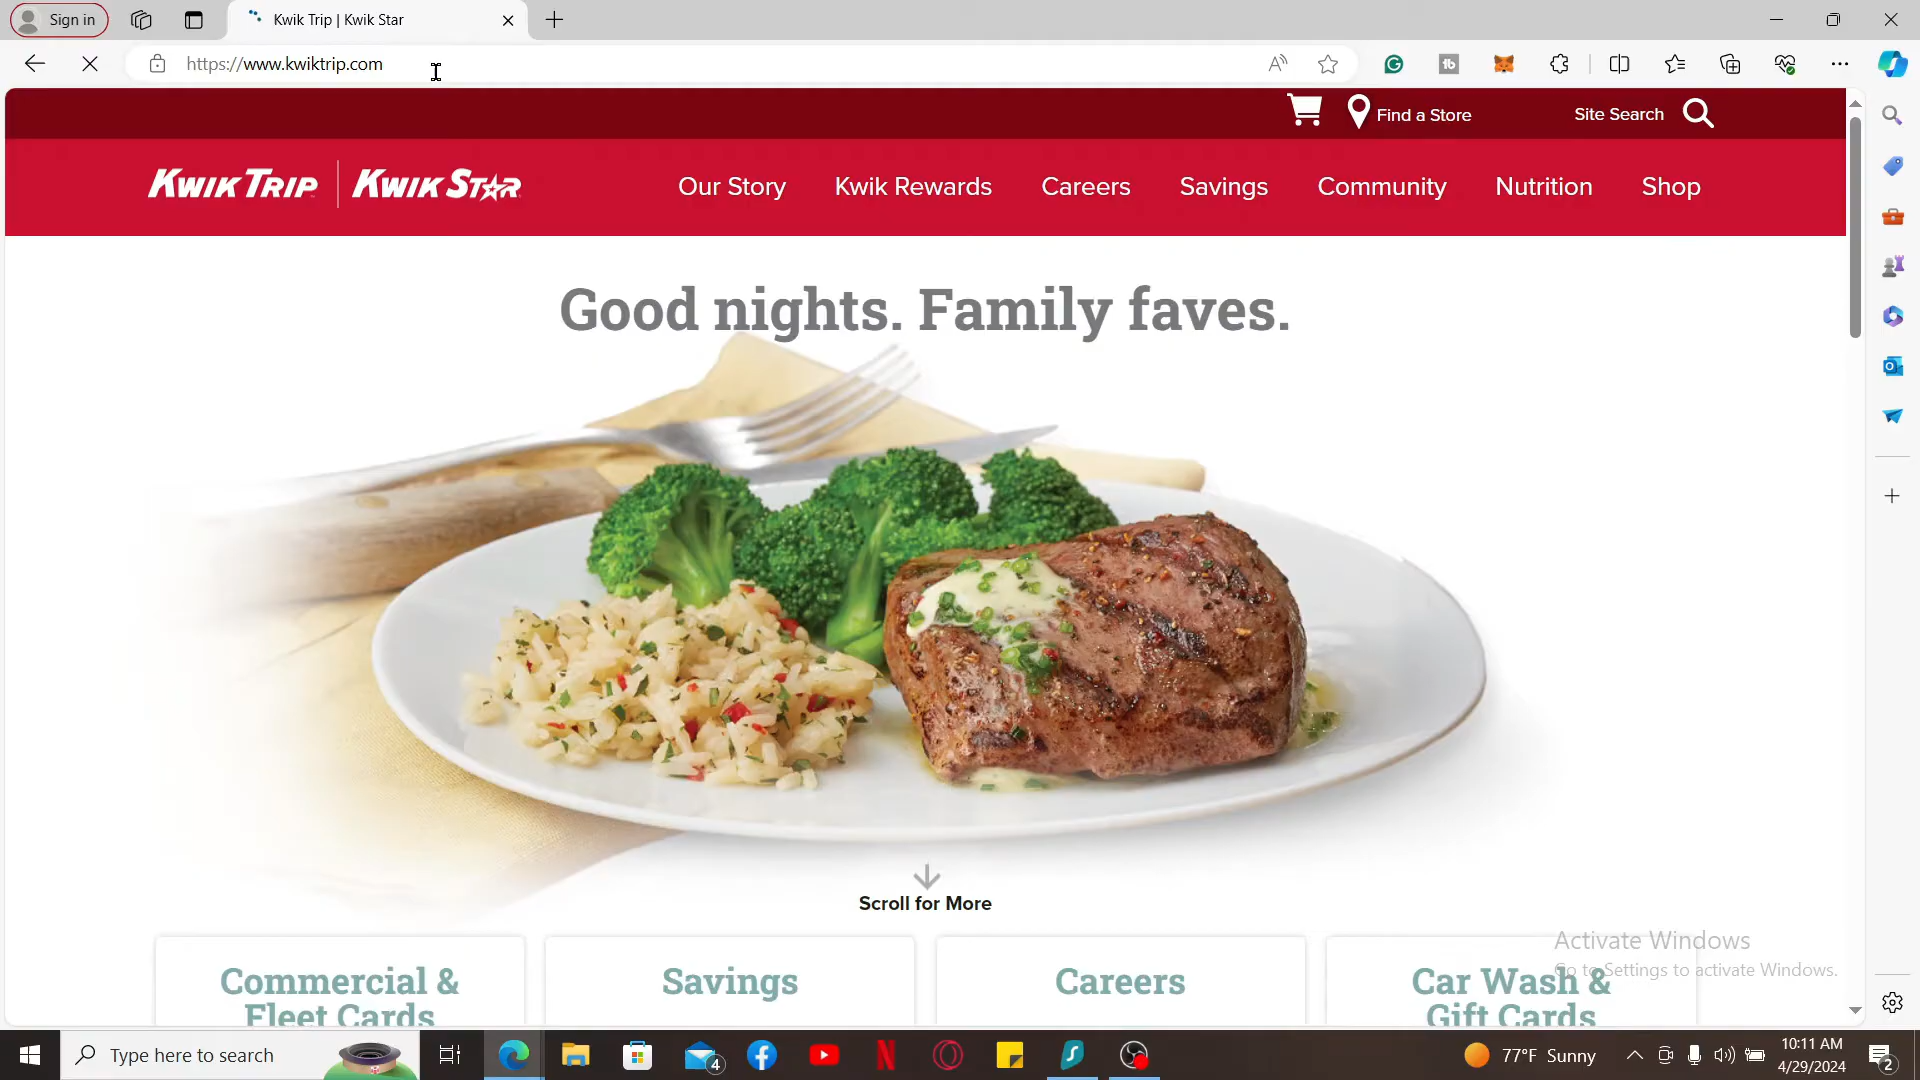 Sign in
Kwik Trip | Kwik Star
https://www.kwiktrip.com
Find a Store
Site Search
KWIK TRIP
KWIK STAR
Our Story
Kwik Rewards
Careers
Savings
Community
Nutrition
Shop
Good nights. Family faves.
Scroll for More
Commercial &
Fleet Cards
Savings
Careers
Car Wash &
Gift Cards
Activate Windows
Go to Settings to activate Windows.
Type here to search
4
77°F Sunny
10:11 AM
4/29/2024
2